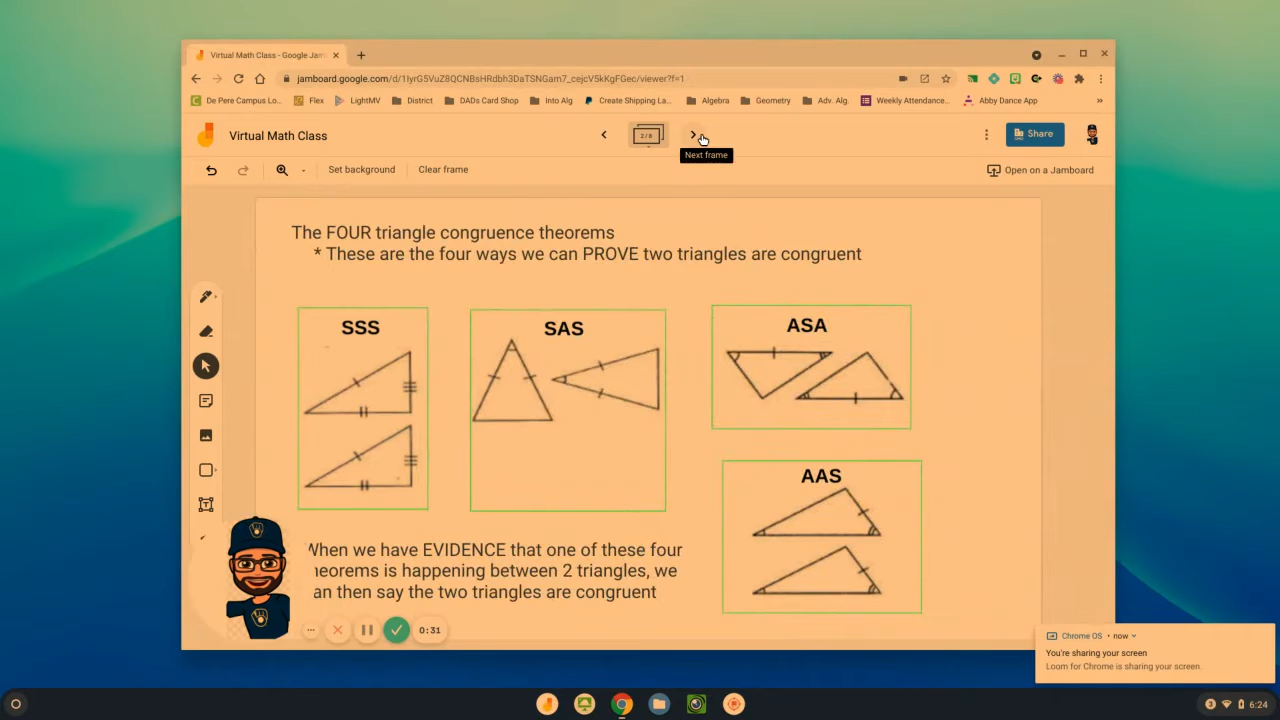 Virtual Math Class - Google Jam
jamboard.google.com/d/1IyrG5VuZ8QCNBsHRdbh3DaTSNGam7_cejcV5kKgFGec/viewer?f=1
De Pere Campus Lo...
Flex
LightMV
District
DADs Card Shop
Into Alg
Create Shipping La...
Algebra
Geometry
Adv. Alg.
Weekly Attendance...
Abby Dance App
»
Virtual Math Class
2/8
Share
Next frame
Set background
Clear frame
Open on a Jamboard
The FOUR triangle congruence theorems
* These are the four ways we can PROVE two triangles are congruent
SSS
SAS
ASA
AAS
When we have EVIDENCE that one of these four
heorems is happening between 2 triangles, we
an then say the two triangles are congruent
0:31
Chrome OS • now
You're sharing your screen
Loom for Chrome is sharing your screen.
6:24